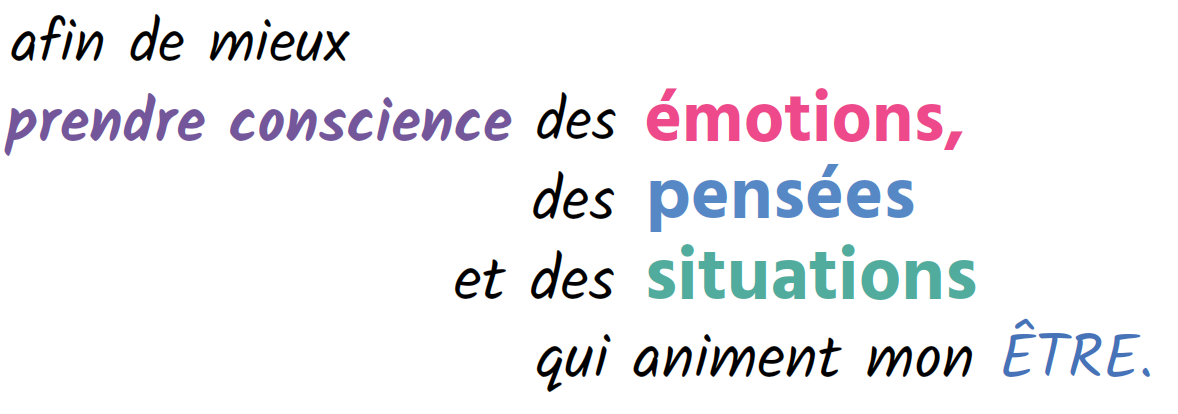 afin de mieux
prendre conscience des émotions,
des pensées
et des situations
qui animent mon ÊTRE.